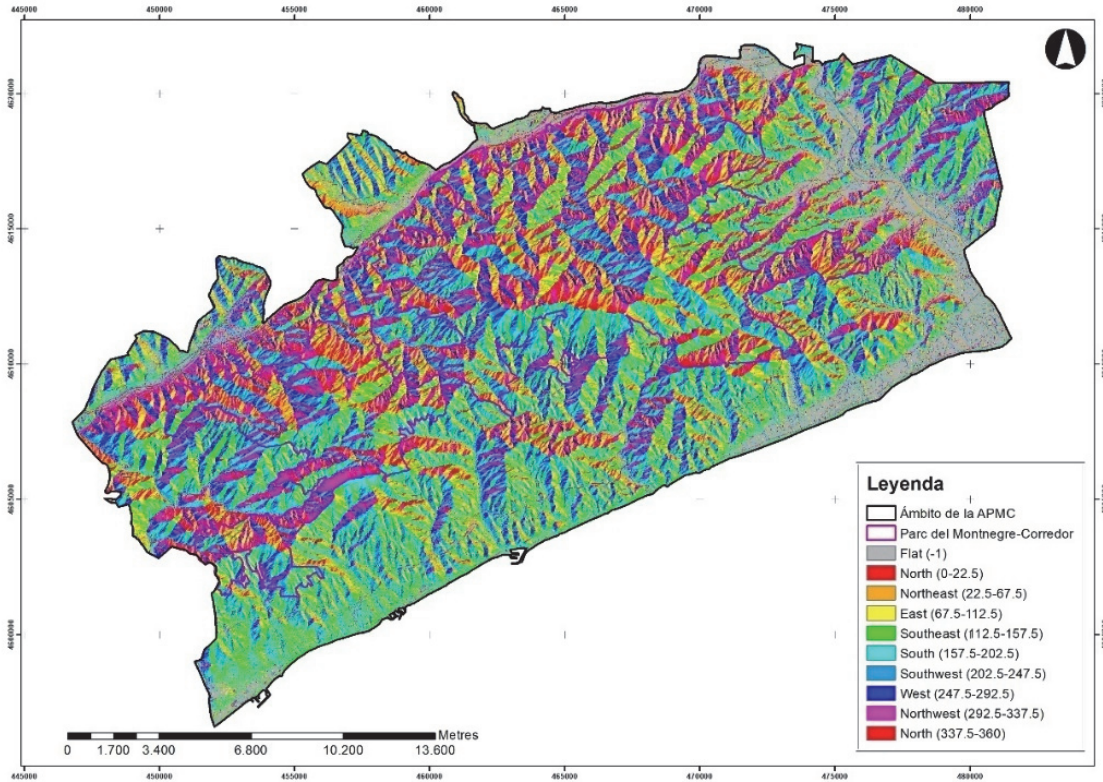 445000 450000 455000 460000 465000 470000 475000 480000
4620000
4615000
4610000
4605000
4600000
Leyenda
Ámbito de la APMC
Parc del Montnegre-Corredor
Flat (-1)
North (0-22.5)
Northeast (22.5-67.5)
East (67.5-112.5)
Southeast (112.5-157.5)
South (157.5-202.5)
Southwest (202.5-247.5)
West (247.5-292.5)
Northwest (292.5-337.5)
North (337.5-360)
Metres
0 1.700 3.400 6.800 10.200 13.600
445000 450000 455000 460000 465000 470000 475000 480000